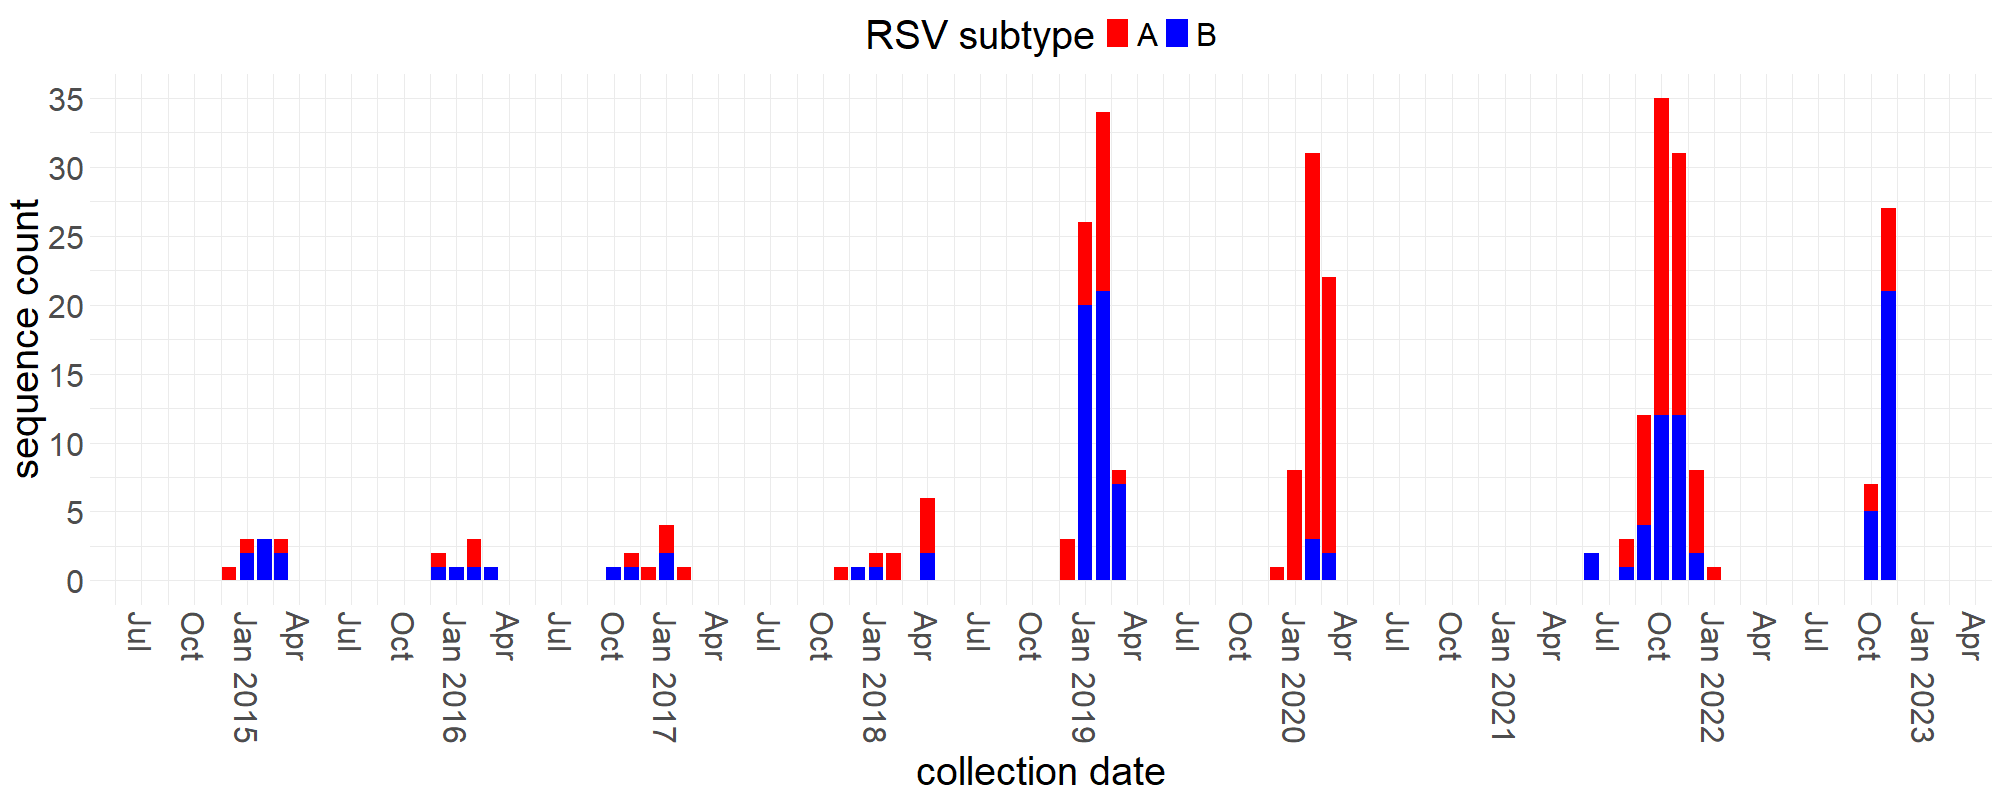 RSV subtype A B
sequence count
35
30
25
20
15
10
5
0
Jul
Oct
Jan 2015
Apr
Jul
Oct
Jan 2016
Apr
Jul
Oct
Jan 2017
Apr
Jul
Oct
Jan 2018
Apr
Jul
Oct
Jan 2019
Apr
Jul
Oct
Jan 2020
Apr
Jul
Oct
Jan 2021
Apr
Jul
Oct
Jan 2022
Apr
Jul
Oct
Jan 2023
Apr
collection date